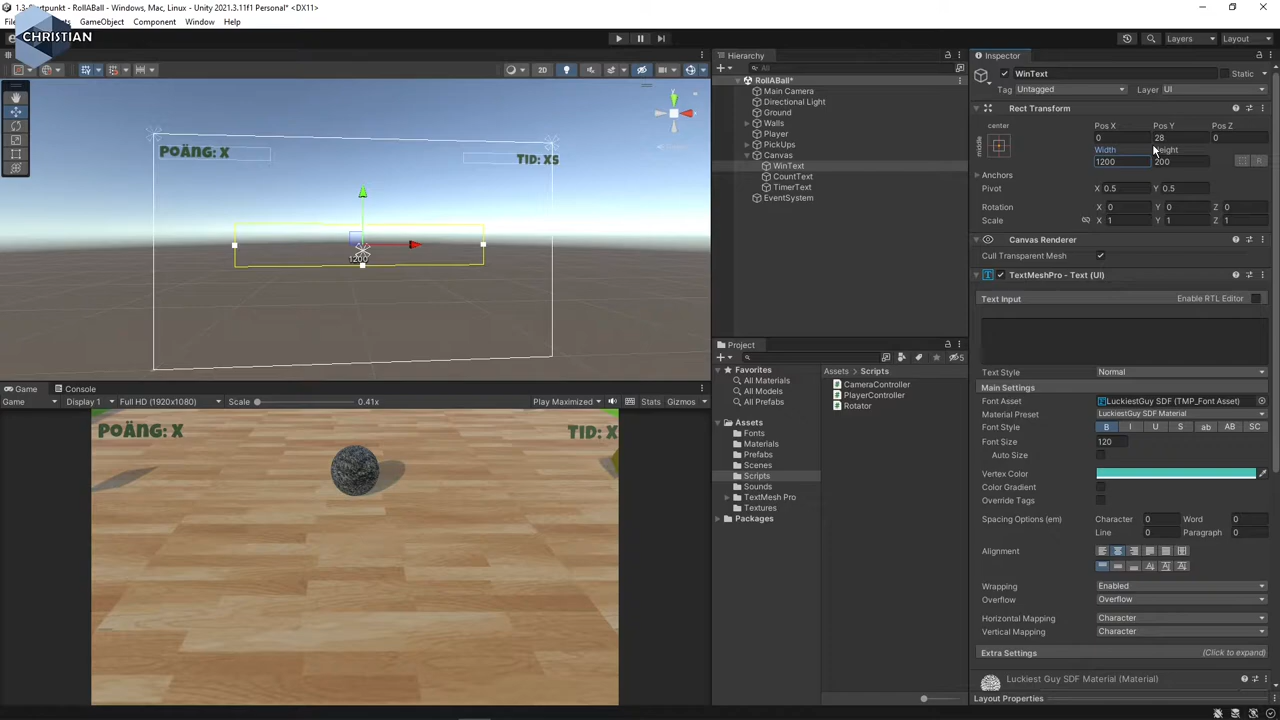 1.3-Startpunkt - RollABall - Windows, Mac, Linux - Unity 2021.3.11f1 Personal* <DX11>
GameObject Component Window Help
CHRISTIAN
Layers Layout
2D
POÄNG: X
TID: XS
1200
Game Console
Game Display 1 Full HD (1920x1080) Scale 0.41x Play Maximized Stats Gizmos
POÄNG: X
TID: X
Hierarchy
All
RollABall*
Main Camera
Directional Light
Ground
Walls
Player
PickUps
Canvas
WinText
CountText
TimerText
EventSystem
Project
5
Favorites
All Materials
All Models
All Prefabs
Assets
Fonts
Materials
Prefabs
Scenes
Scripts
Sounds
TextMesh Pro
Textures
Packages
Assets Scripts
CameraController
PlayerController
Rotator
Inspector
WinText Static
Tag Untagged Layer UI
Rect Transform
center
middle
Pos X Pos Y Pos Z
0 28 0
Width
1200 200
Anchors
Pivot X 0.5 Y 0.5
Rotation X 0 Y 0 Z 0
Scale X 1 Y 1 Z 1
Canvas Renderer
Cull Transparent Mesh
TextMeshPro - Text (UI)
Text Input Enable RTL Editor
Text Style Normal
Main Settings
Font Asset LuckiestGuy SDF (TMP_Font Asset)
Material Preset LuckiestGuy SDF Material
Font Style B I U S ab AB SC
Font Size 120
Auto Size
Vertex Color
Color Gradient
Override Tags
Spacing Options (em) Character 0 Word 0
Line 0 Paragraph 0
Alignment
Wrapping Enabled
Overflow Overflow
Horizontal Mapping Character
Vertical Mapping Character
Extra Settings (Click to expand)
Luckiest Guy SDF Material (Material)
Layout Properties